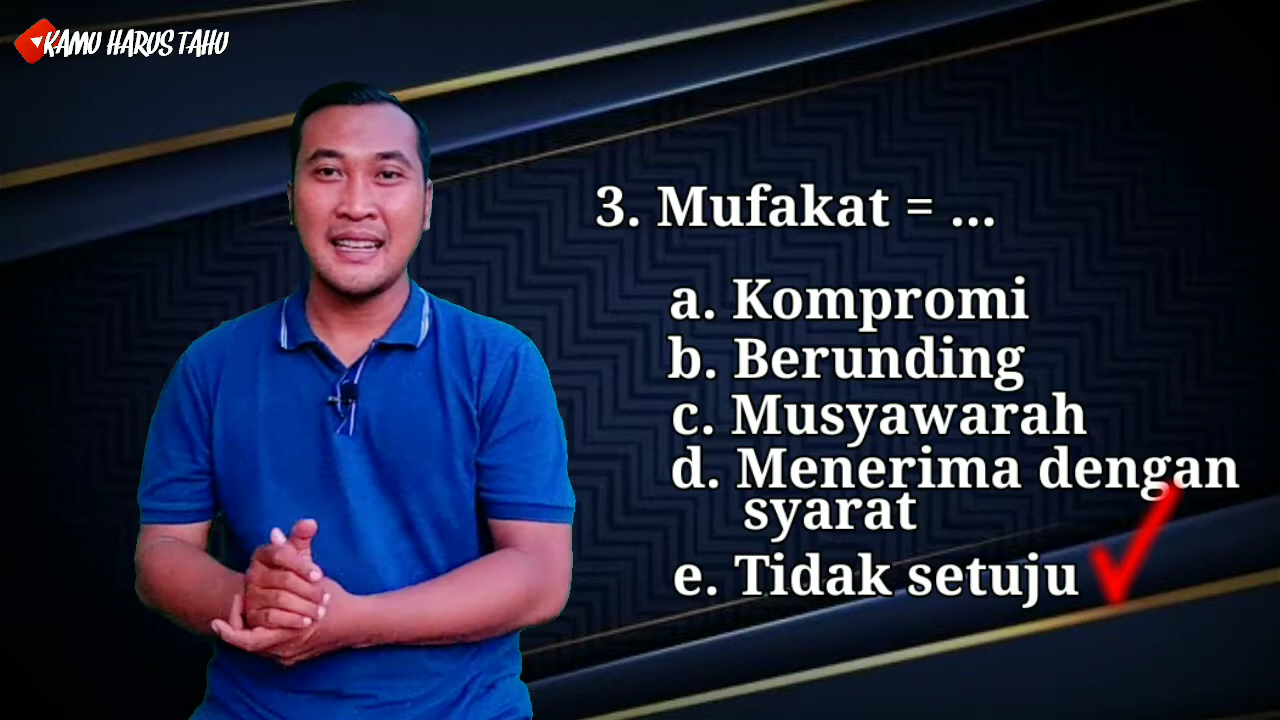 KAMU HARUS TAHU
3. Mufakat = ...
a. Kompromi
b. Berunding
c. Musyawarah
d. Menerima dengan
syarat
e. Tidak setuju